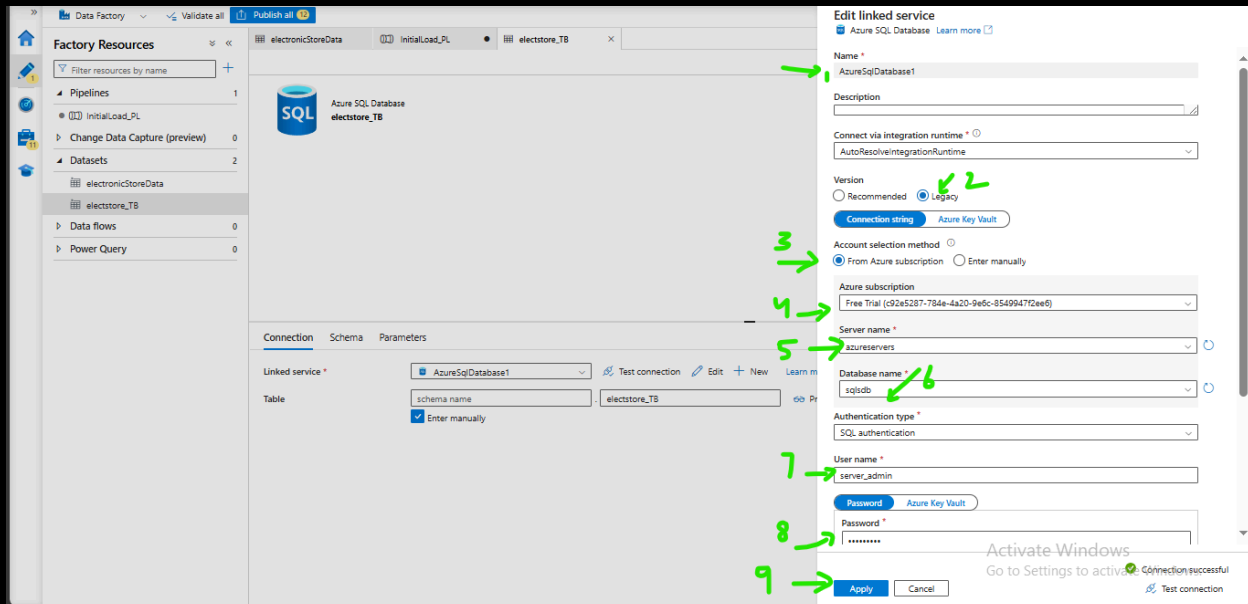 » Data Factory Validate all Publish all 12
Factory Resources
Filter resources by name
Pipelines 1
InitialLoad_PL
Change Data Capture (preview) 0
Datasets 2
electronicStoreData
electstore_TB
Data flows 0
Power Query 0
1
11
electronicStoreData InitialLoad_PL electstore_TB
SQL
Azure SQL Database
electstore_TB
Connection Schema Parameters
Linked service * AzureSqlDatabase1 Test connection Edit New Learn m
Table schema name . electstore_TB Pr
Enter manually
Edit linked service
Azure SQL Database Learn more
Name *
1
AzureSqlDatabase1
Description
Connect via integration runtime *
AutoResolveIntegrationRuntime
Version
2
Recommended Legacy
Connection string Azure Key Vault
3
Account selection method
From Azure subscription Enter manually
Azure subscription
4
Free Trial (c92e5287-784e-4a20-9e6c-8549947f2ee6)
Server name *
5
azureservers
Database name *
6
sqlsdb
Authentication type *
SQL authentication
User name *
7
server_admin
Password Azure Key Vault
Password *
8
•••••••••
Activate Windows
Go to Settings to activate Windows.
Connection successful
9
Apply Cancel Test connection